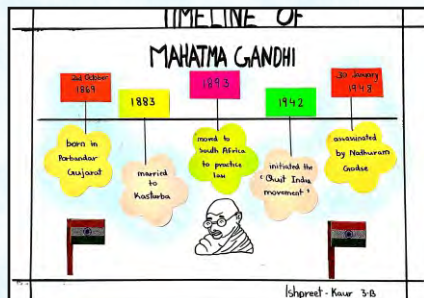 TIMELINE OF
MAHATMA GANDHI
2nd October
1869
1883
1893
1942
30 January
1948
born in
Porbandar
Gujarat
married
to
Kasturba
moved to
South Africa
to practice
law
initiated the
"Quit India
movement"
assassinated
by Nathuram
Godse
Ishpreet-Kaur 3-B